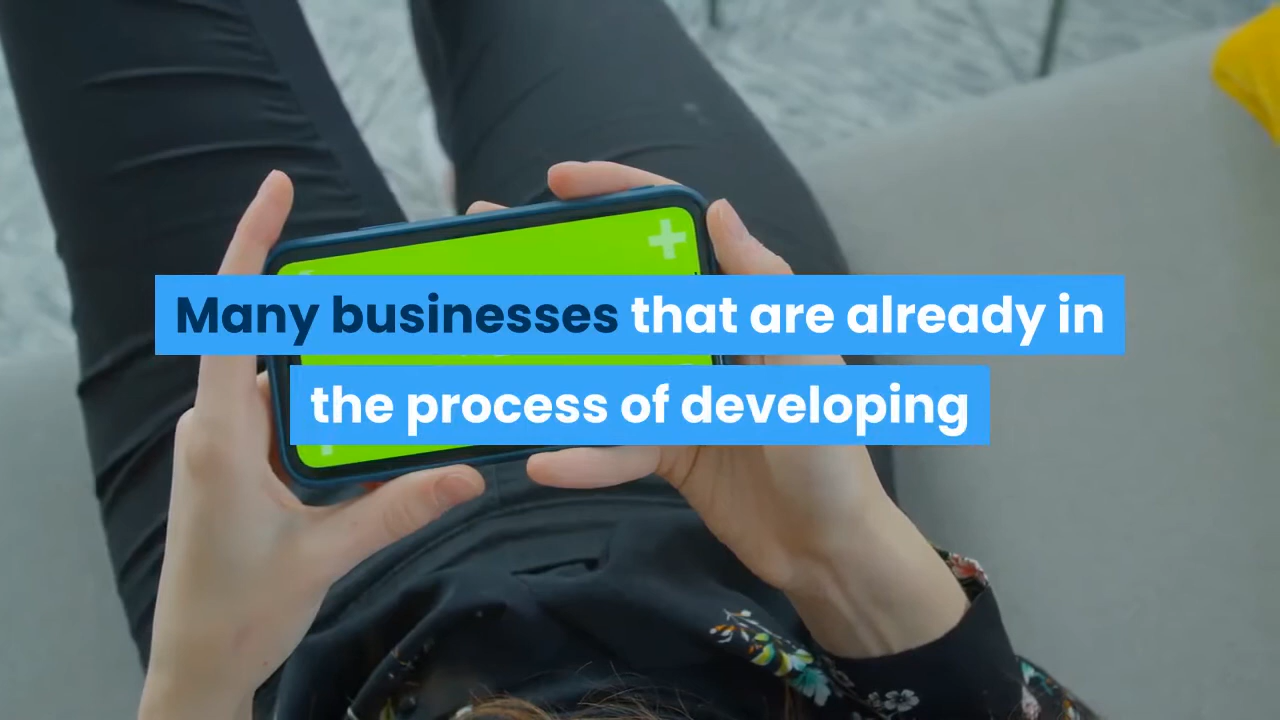 Many businesses that are already in
the process of developing